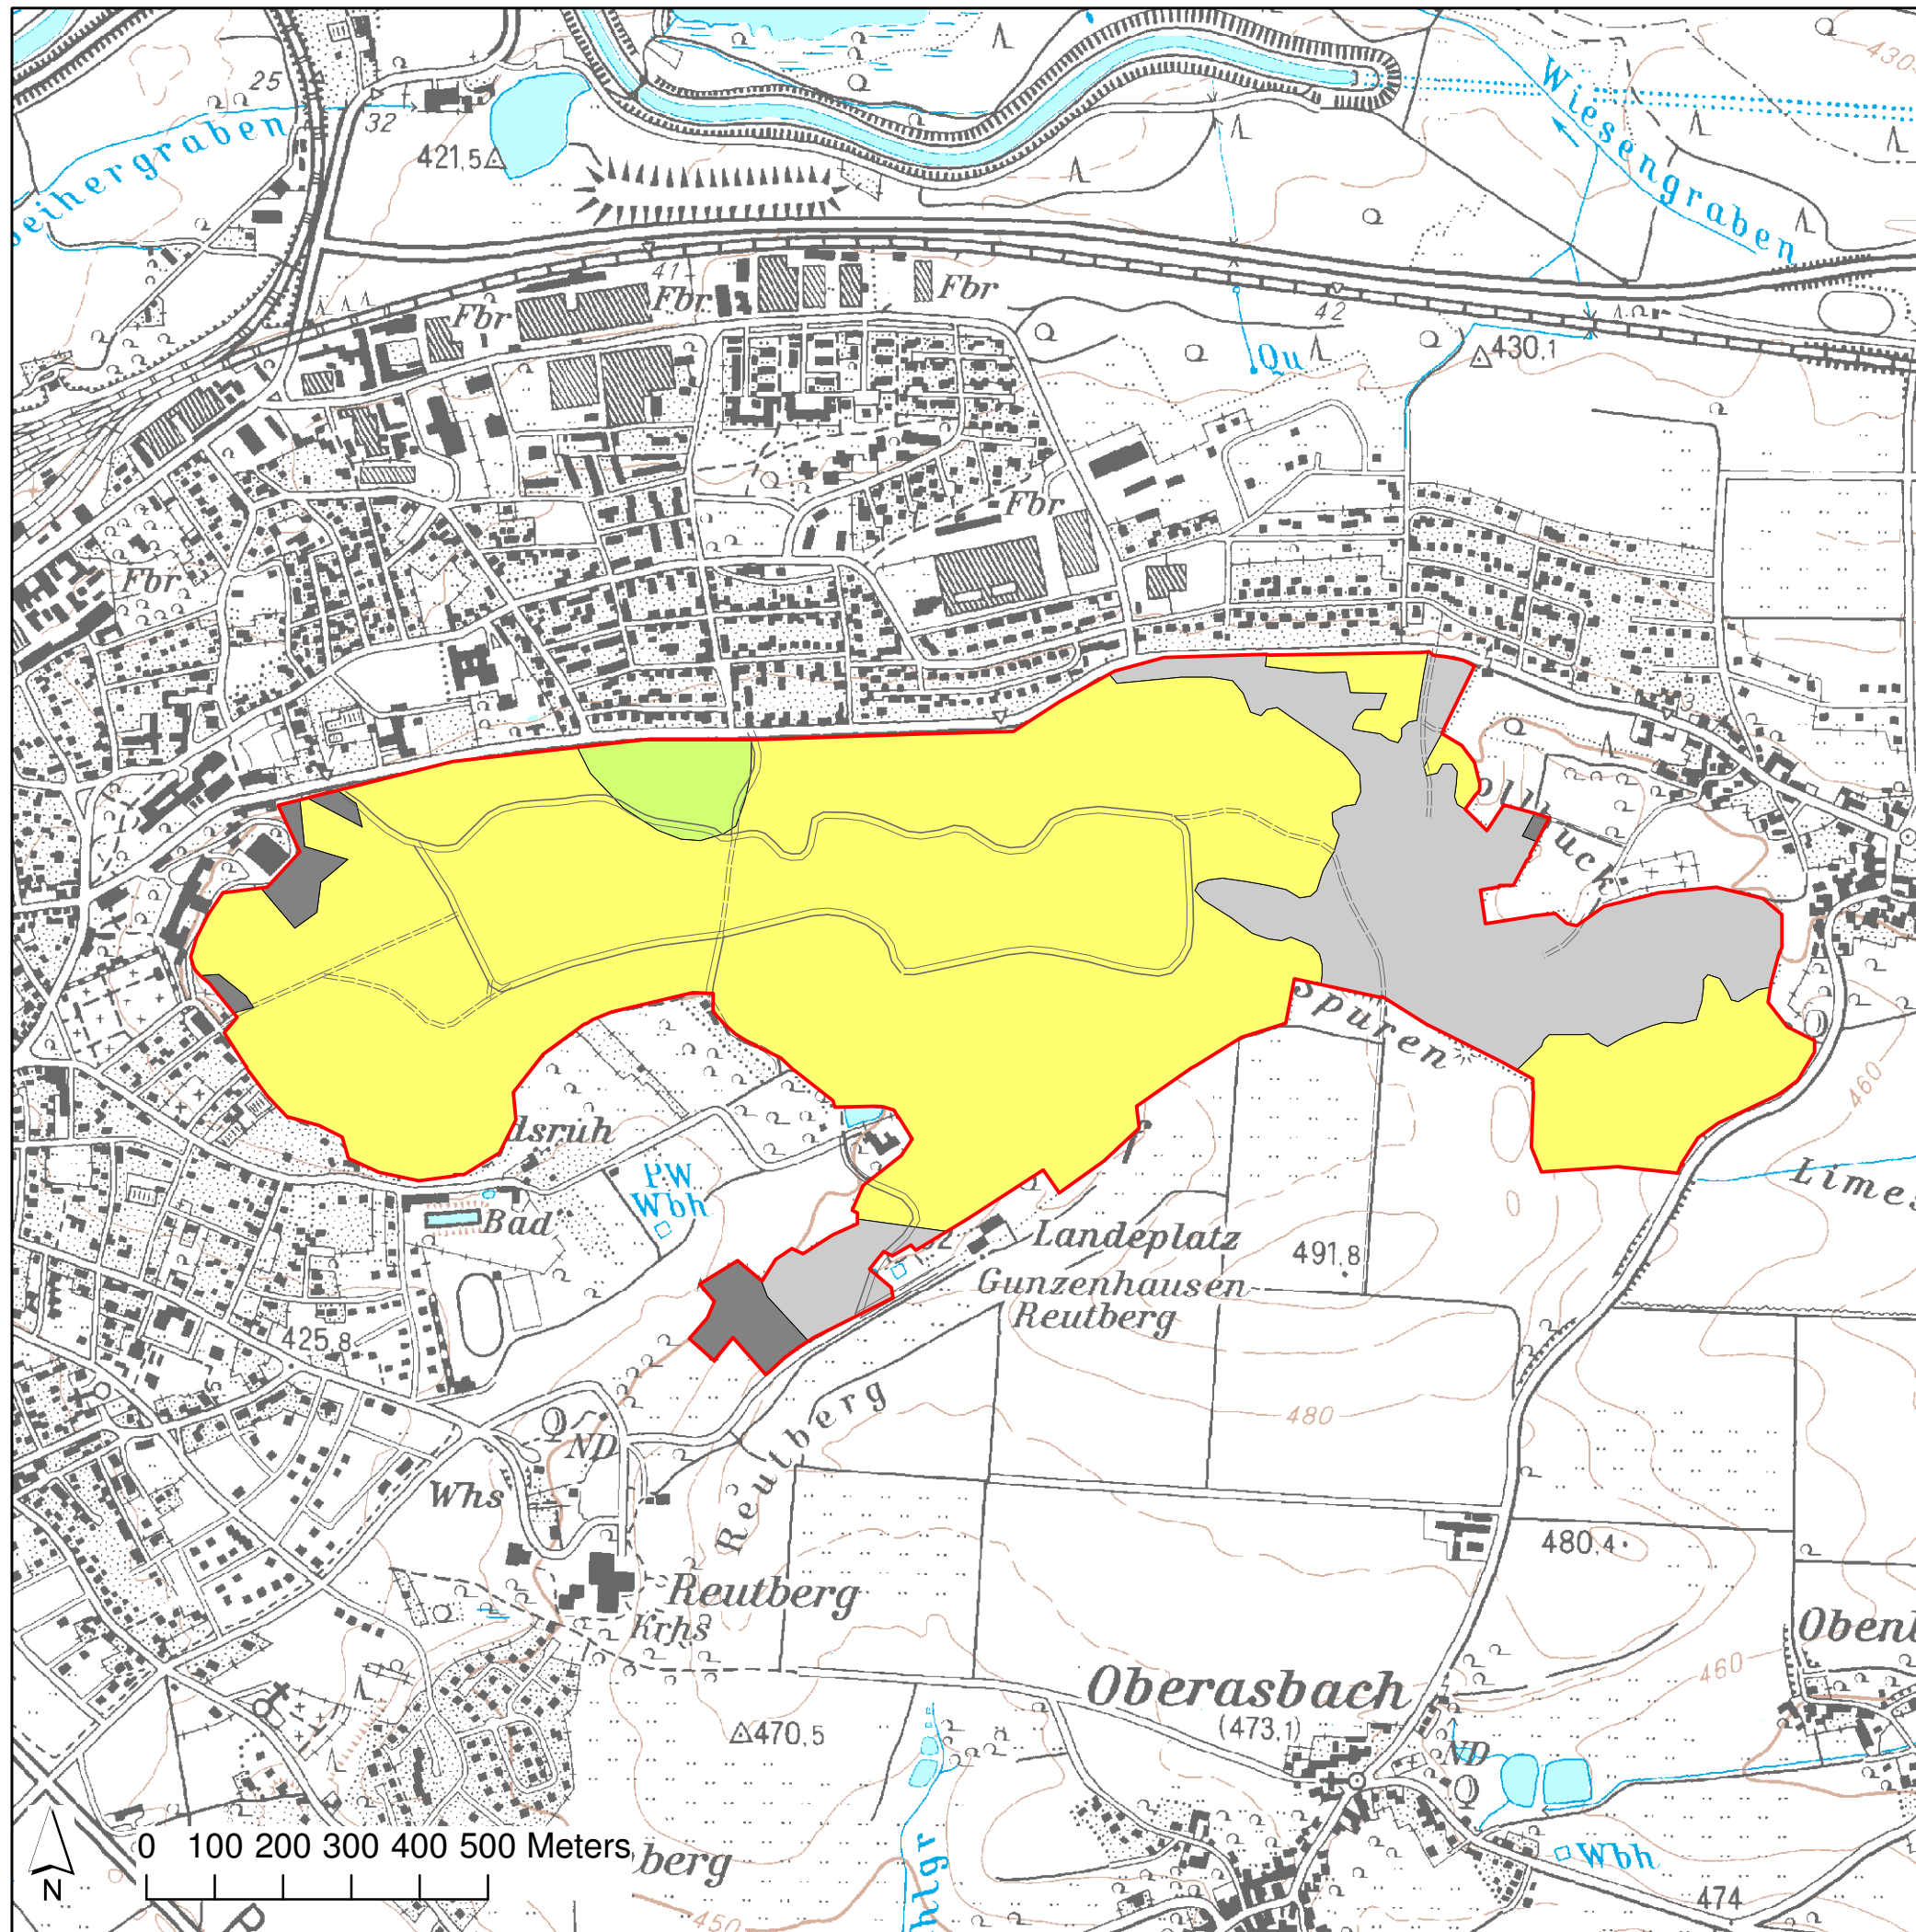 430
25
32
421,5
eihergraben
Wiesengraben
41
Fbr
Fbr
Fbr
42
Qu
430,1
Fbr
Fbr
ollbuck
Spuren
dsruh
f
460
PW
Wbh
Limes
Bad
Landeplatz
491,8
Gunzenhausen
Reutberg
425,8
Reutberg
480
ND
Whs
480,4
Reutberg
Krhs
Oberasbach
(473,1)
460
470,5
ND
0 100 200 300 400 500 Meters
N
berg
Wbh
474
450